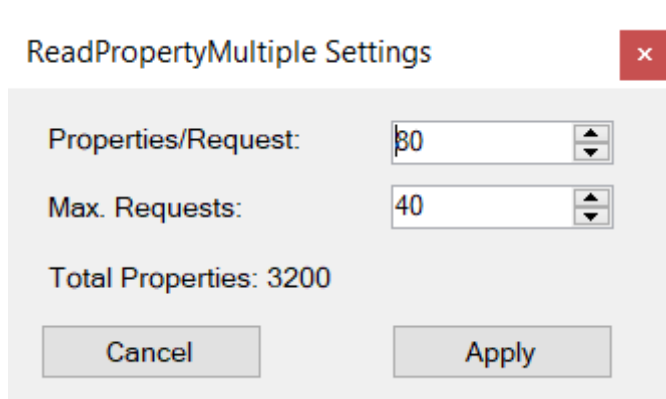 ReadPropertyMultiple Settings
x
Properties/Request: 80
Max. Requests: 40
Total Properties: 3200
Cancel Apply